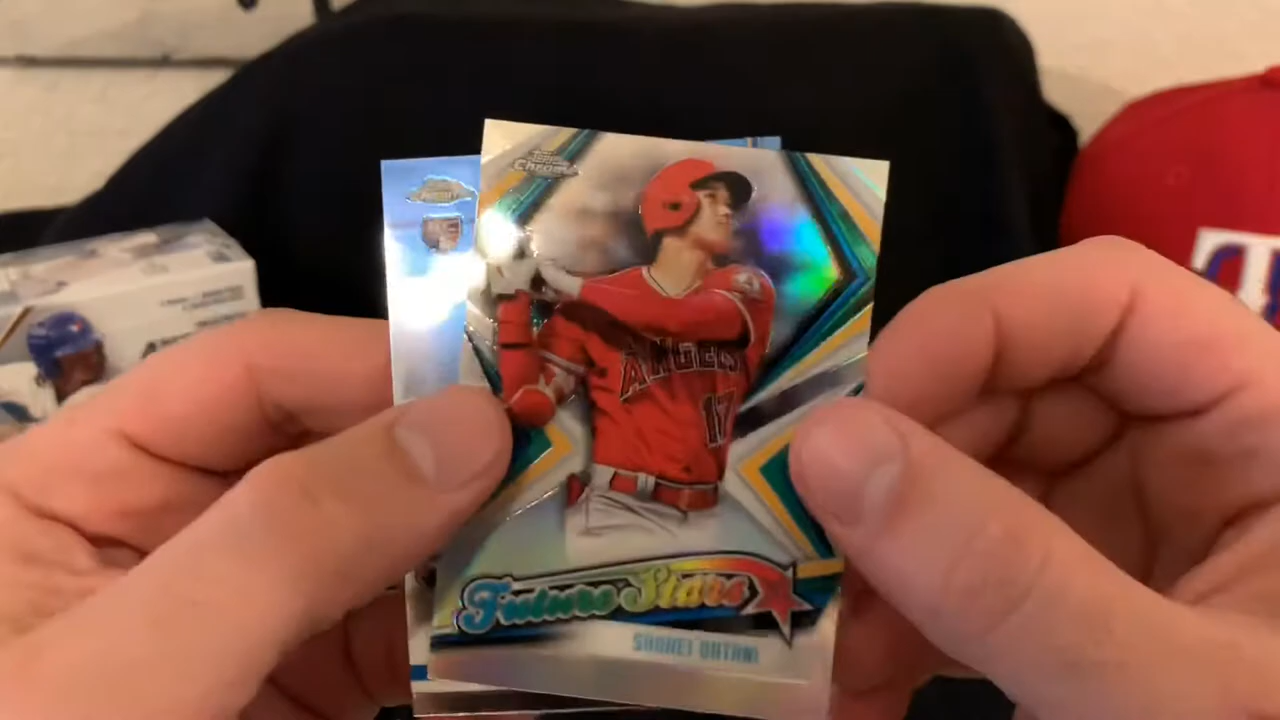 Topps
Chrome
ANGELS
17
Future Stars
SHOHEI OHTANI
T